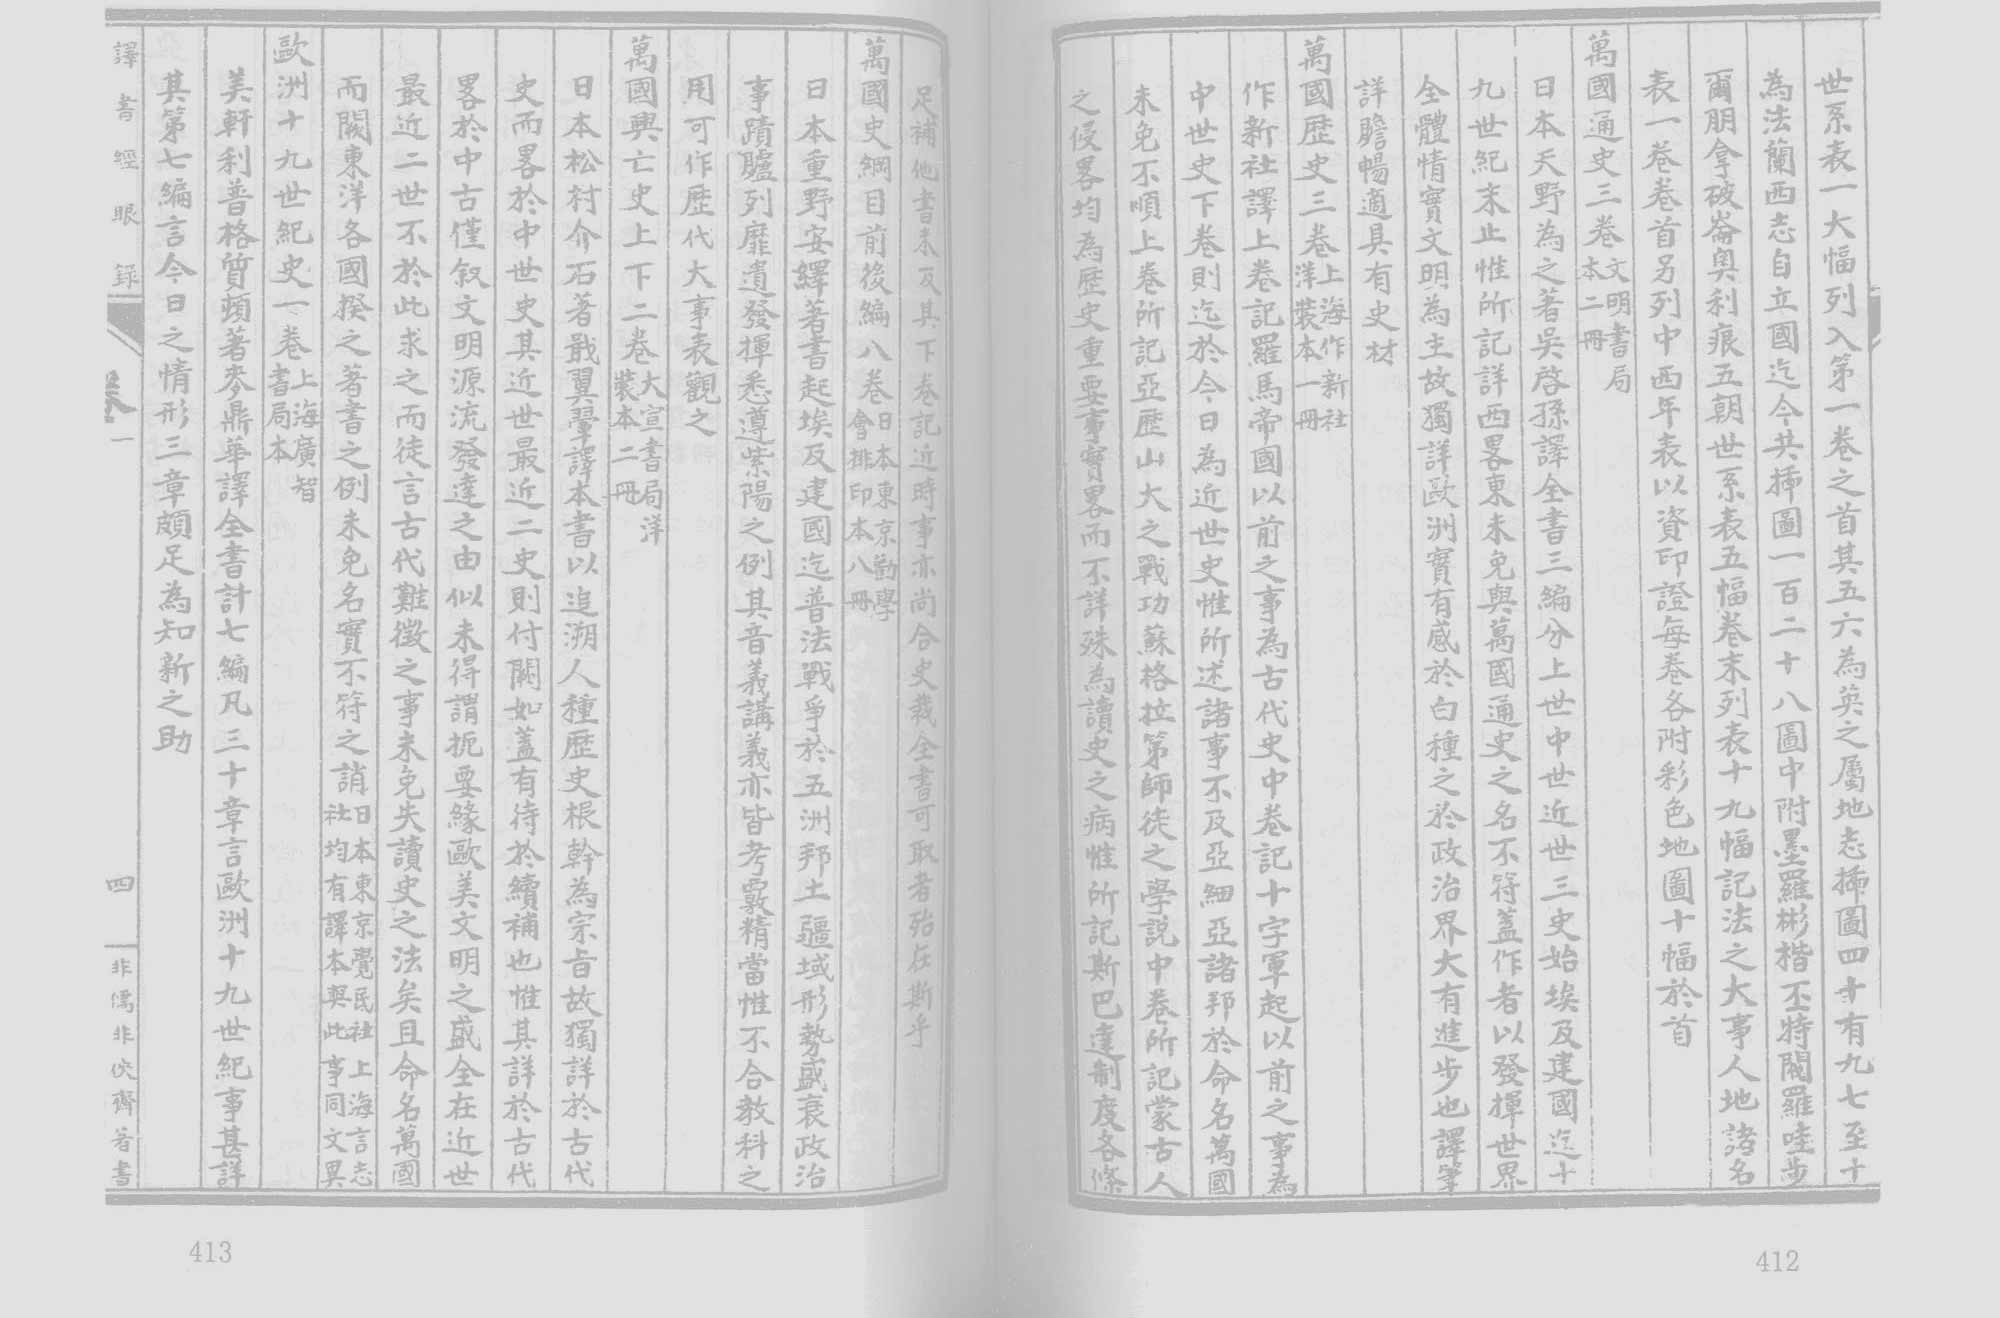 世系表一大幅列入第一卷之首其五六為英之屬地志插圖四十有九七至十
為法蘭西志自立國迄今共插圖一百二十八圖中附墨羅彬楷丕特閣羅哇步
爾朋拿破崙奧利痕五朝世系表五幅卷末列表十九幅記法之大事人地諸名
表一卷卷首另列中西年表以資印證每卷各附彩色地圖十幅於首
萬國通史三卷文明書局本二冊
日本天野為之著吳啓孫譯全書三編分上世中世近世三史始埃及建國迄十
九世紀末止惟所記詳西畧東未免與萬國通史之名不符蓋作者以發揮世界
全體情實文明為主故獨詳歐洲實有感於白種之於政治界大有進步也譯筆
詳贍暢適具有史材
萬國歷史三卷上海作新社洋裝本一冊
作新社譯上卷記羅馬帝國以前之事為古代史中卷記十字軍起以前之事為
中世史下卷則迄於今日為近世史惟所述諸事不及亞細亞諸邦於命名萬國
未免不順上卷所記亞歷山大之戰功蘇格拉第師徒之學說中卷所記蒙古人
之侵畧均為歷史重要事實畧而不詳殊為讀史之病惟所記斯巴達制度各條
足補他書未及其下卷記近時事亦尚合史裁全書可取者殆在斯乎
萬國史綱目前後編八卷日本東京勸學會排印本八冊
日本重野安繹著書起埃及建國迄普法戰爭於五洲邦土疆域形勢盛衰政治
事蹟臚列靡遺發揮悉遵紫陽之例其音義講義亦皆考覈精當惟不合教科之
用可作歷代大事表觀之
萬國興亡史上下二卷大宣書局洋裝本二冊
日本松村介石著戢翼翬譯本書以追溯人種歷史根幹為宗旨故獨詳於古代
史而畧於中世史其近世最近二史則付闕如蓋有待於續補也惟其詳於古代
畧於中古僅敘文明源流發達之由似未得謂扼要緣歐美文明之盛全在近世
最近二世不於此求之而徒言古代難徵之事未免失讀史之法矣且命名萬國
而闕東洋各國揆之著書之例未免名實不符之誚日本東京覺民社上海言志社均有譯本與此事同文異
歐洲十九世紀史一卷上海廣智書局本
美軒利普格質頓著麥鼎華譯全書計七編凡三十章言歐洲十九世紀事甚詳
其第七編言今日之情形三章頗足為知新之助
譯書經眼錄
卷一
四
非儒非俠齋著書
413
412